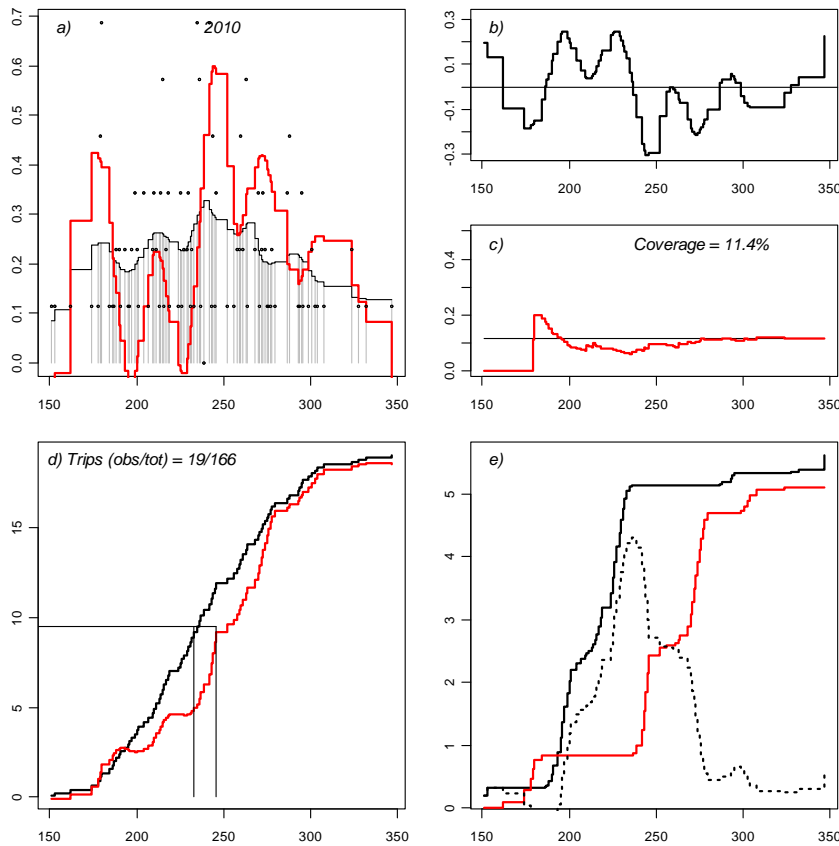 a)
2010
0.0 0.1 0.2 0.3 0.4 0.5 0.6 0.7
150 200 250 300 350
b)
-0.3 -0.1 0.1 0.3
150 200 250 300 350
c)
Coverage = 11.4%
0.0 0.2 0.4
150 200 250 300 350
d) Trips (obs/tot) = 19/166
0 5 10 15
150 200 250 300 350
e)
0 1 2 3 4 5
150 200 250 300 350